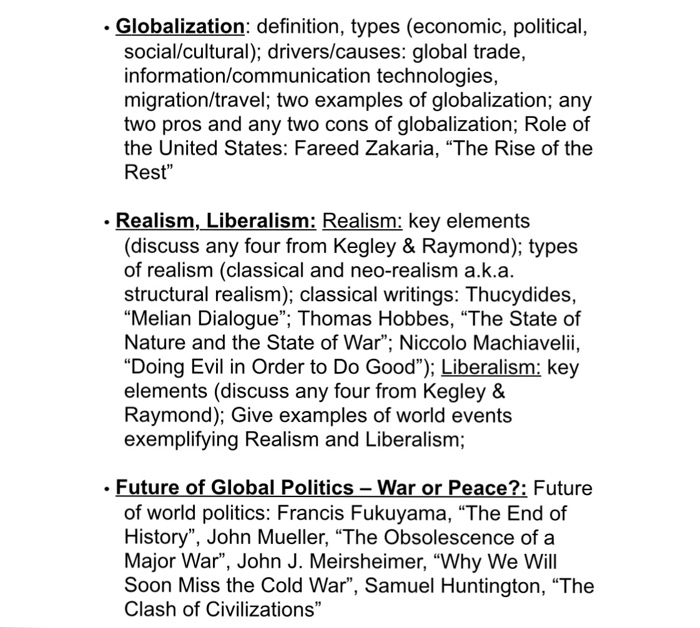 • Globalization: definition, types (economic, political,
social/cultural); drivers/causes: global trade,
information/communication technologies,
migration/travel; two examples of globalization; any
two pros and any two cons of globalization; Role of
the United States: Fareed Zakaria, “The Rise of the
Rest”
• Realism, Liberalism: Realism: key elements
(discuss any four from Kegley & Raymond); types
of realism (classical and neo-realism a.k.a.
structural realism); classical writings: Thucydides,
“Melian Dialogue”; Thomas Hobbes, “The State of
Nature and the State of War”; Niccolo Machiavelii,
“Doing Evil in Order to Do Good”); Liberalism: key
elements (discuss any four from Kegley &
Raymond); Give examples of world events
exemplifying Realism and Liberalism;
• Future of Global Politics – War or Peace?: Future
of world politics: Francis Fukuyama, “The End of
History”, John Mueller, “The Obsolescence of a
Major War”, John J. Meirsheimer, “Why We Will
Soon Miss the Cold War”, Samuel Huntington, “The
Clash of Civilizations”